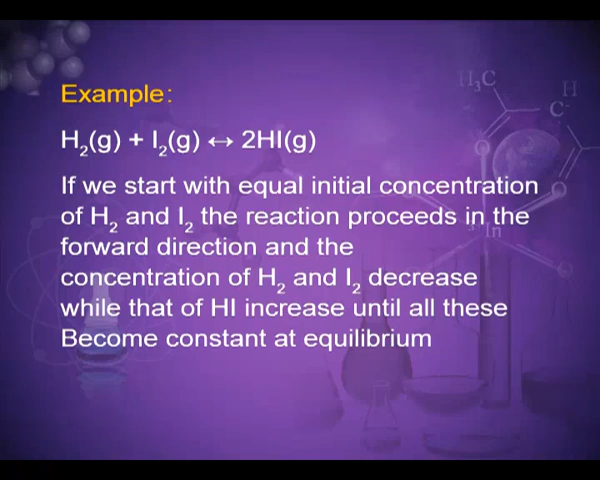 Example:
H₂(g) + I₂(g) ↔ 2HI(g)
If we start with equal initial concentration
of H₂ and I₂ the reaction proceeds in the
forward direction and the
concentration of H₂ and I₂ decrease
while that of HI increase until all these
Become constant at equilibrium
H₃C
H
C
O
O
In